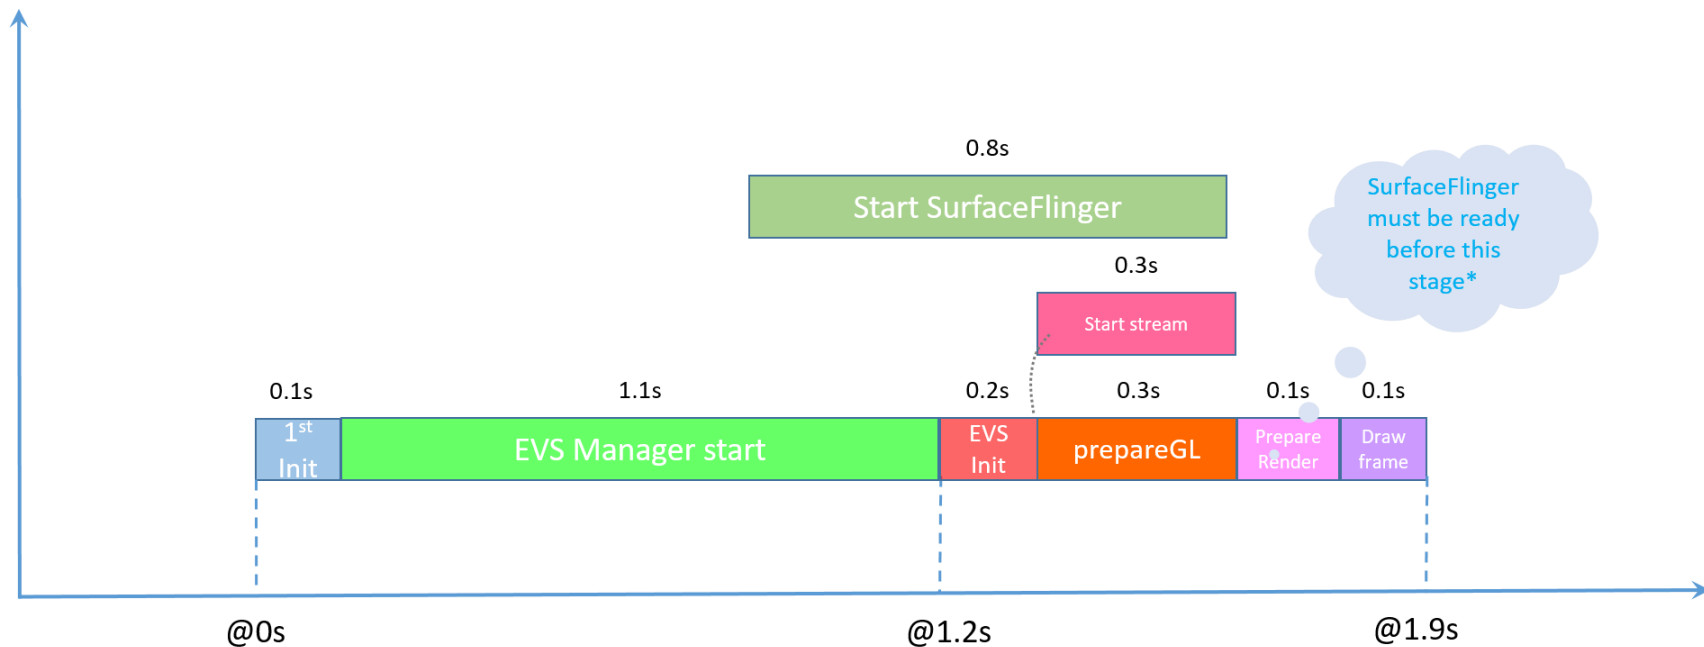 0.8s
Start SurfaceFlinger
SurfaceFlinger
must be ready
before this
stage*
0.3s
Start stream
0.1s
1.1s
0.2s
0.3s
0.1s
0.1s
1st
Init
EVS Manager start
EVS
Init
prepareGL
Prepare
Render
Draw
frame
@0s
@1.2s
@1.9s